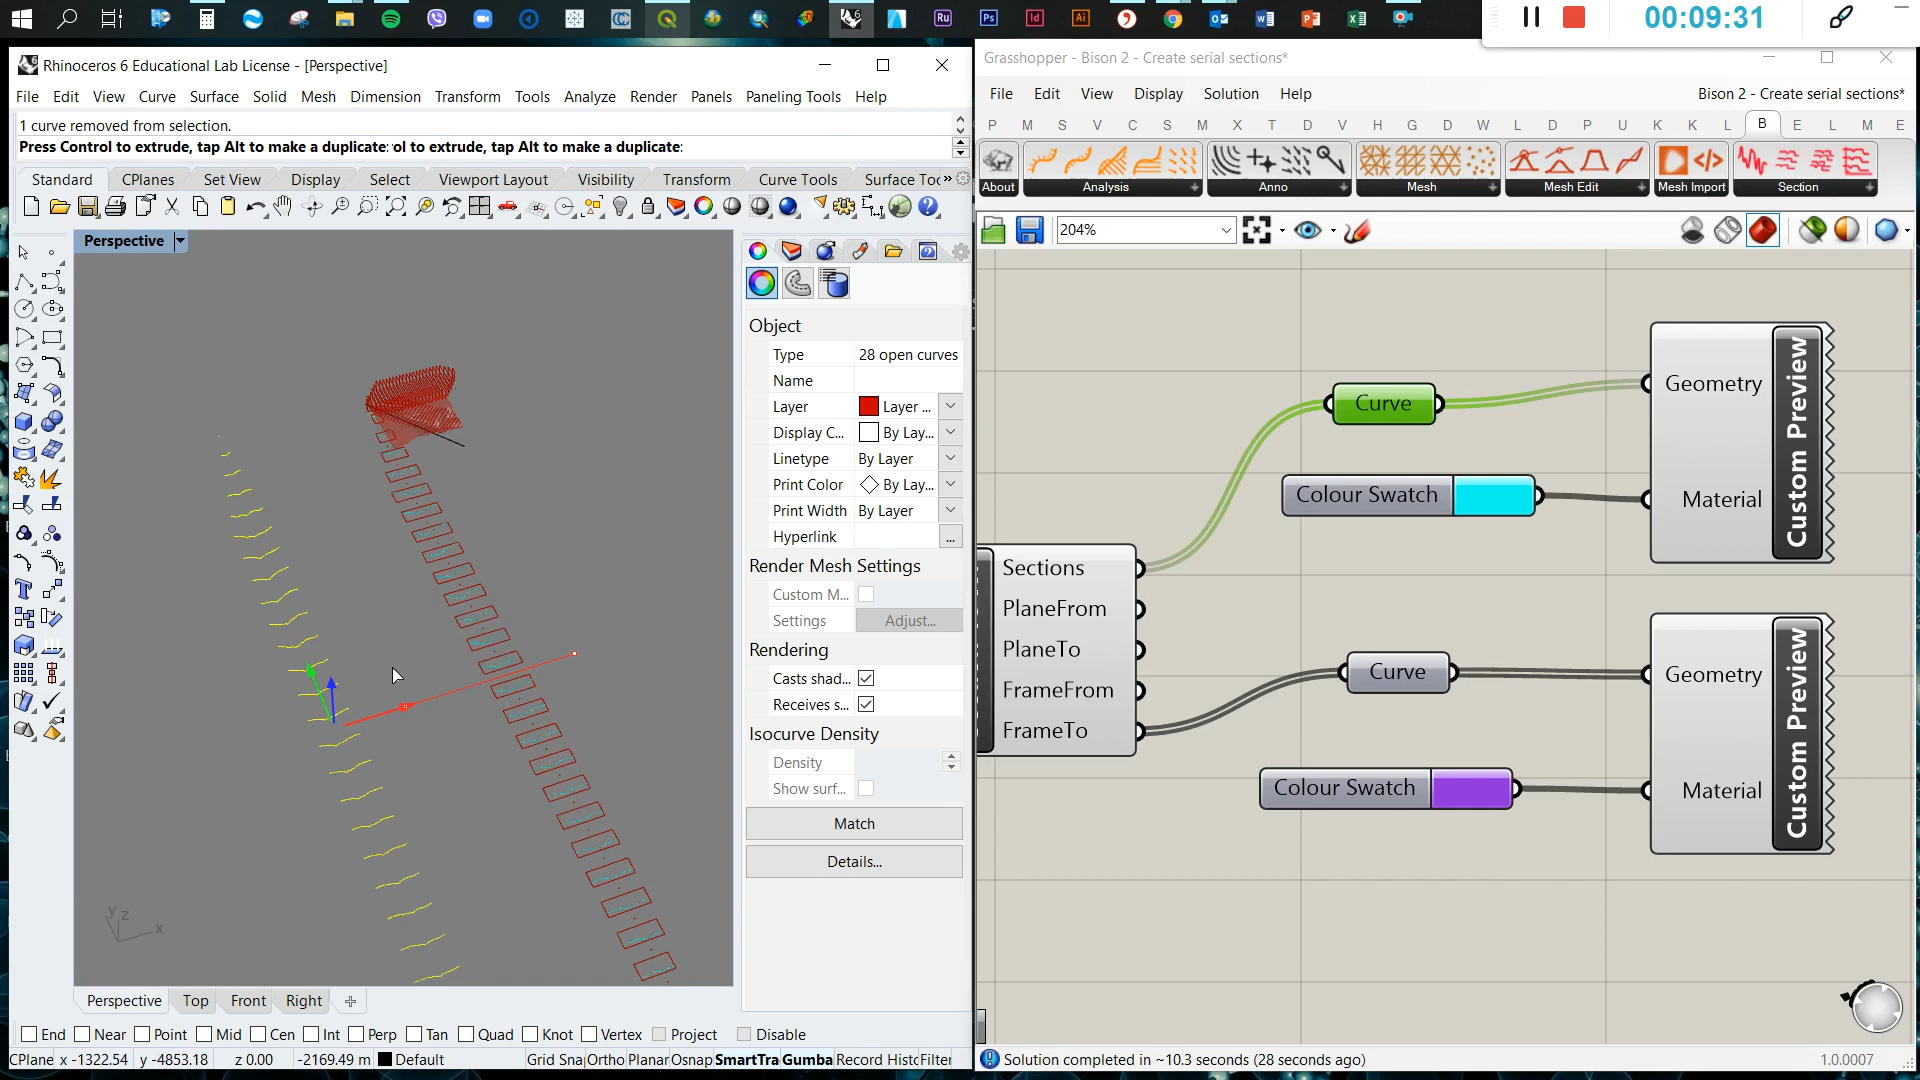 00:09:31
Rhinoceros 6 Educational Lab License - [Perspective]
File Edit View Curve Surface Solid Mesh Dimension Transform Tools Analyze Render Panels Paneling Tools Help
1 curve removed from selection.
Press Control to extrude, tap Alt to make a duplicate: ol to extrude, tap Alt to make a duplicate:
Standard CPlanes Set View Display Select Viewport Layout Visibility Transform Curve Tools Surface Toc »
Perspective
Object
Type 28 open curves
Name
Layer Layer ...
Display C... By Lay...
Linetype By Layer
Print Color By Lay...
Print Width By Layer
Hyperlink ...
Render Mesh Settings
Custom M...
Settings Adjust...
Rendering
Casts shad...
Receives s...
Isocurve Density
Density
Show surf...
Match
Details...
y z x
Perspective Top Front Right
End Near Point Mid Cen Int Perp Tan Quad Knot Vertex Project Disable
CPlane x -1322.54 y -4853.18 z 0.00 -2169.49 m Default Grid Sna Ortho Planar Osnap SmartTra Gumba Record Histc Filter
Grasshopper - Bison 2 - Create serial sections*
File Edit View Display Solution Help Bison 2 - Create serial sections*
P M S V C S M X T D V H G D W L D P U K K L B E L M E
About Analysis Anno Mesh Mesh Edit Mesh Import Section
204%
Curve
Colour Swatch
Geometry
Material
Custom Preview
Sections
PlaneFrom
PlaneTo
FrameFrom
FrameTo
Curve
Colour Swatch
Geometry
Material
Custom Preview
Solution completed in ~10.3 seconds (28 seconds ago) 1.0.0007